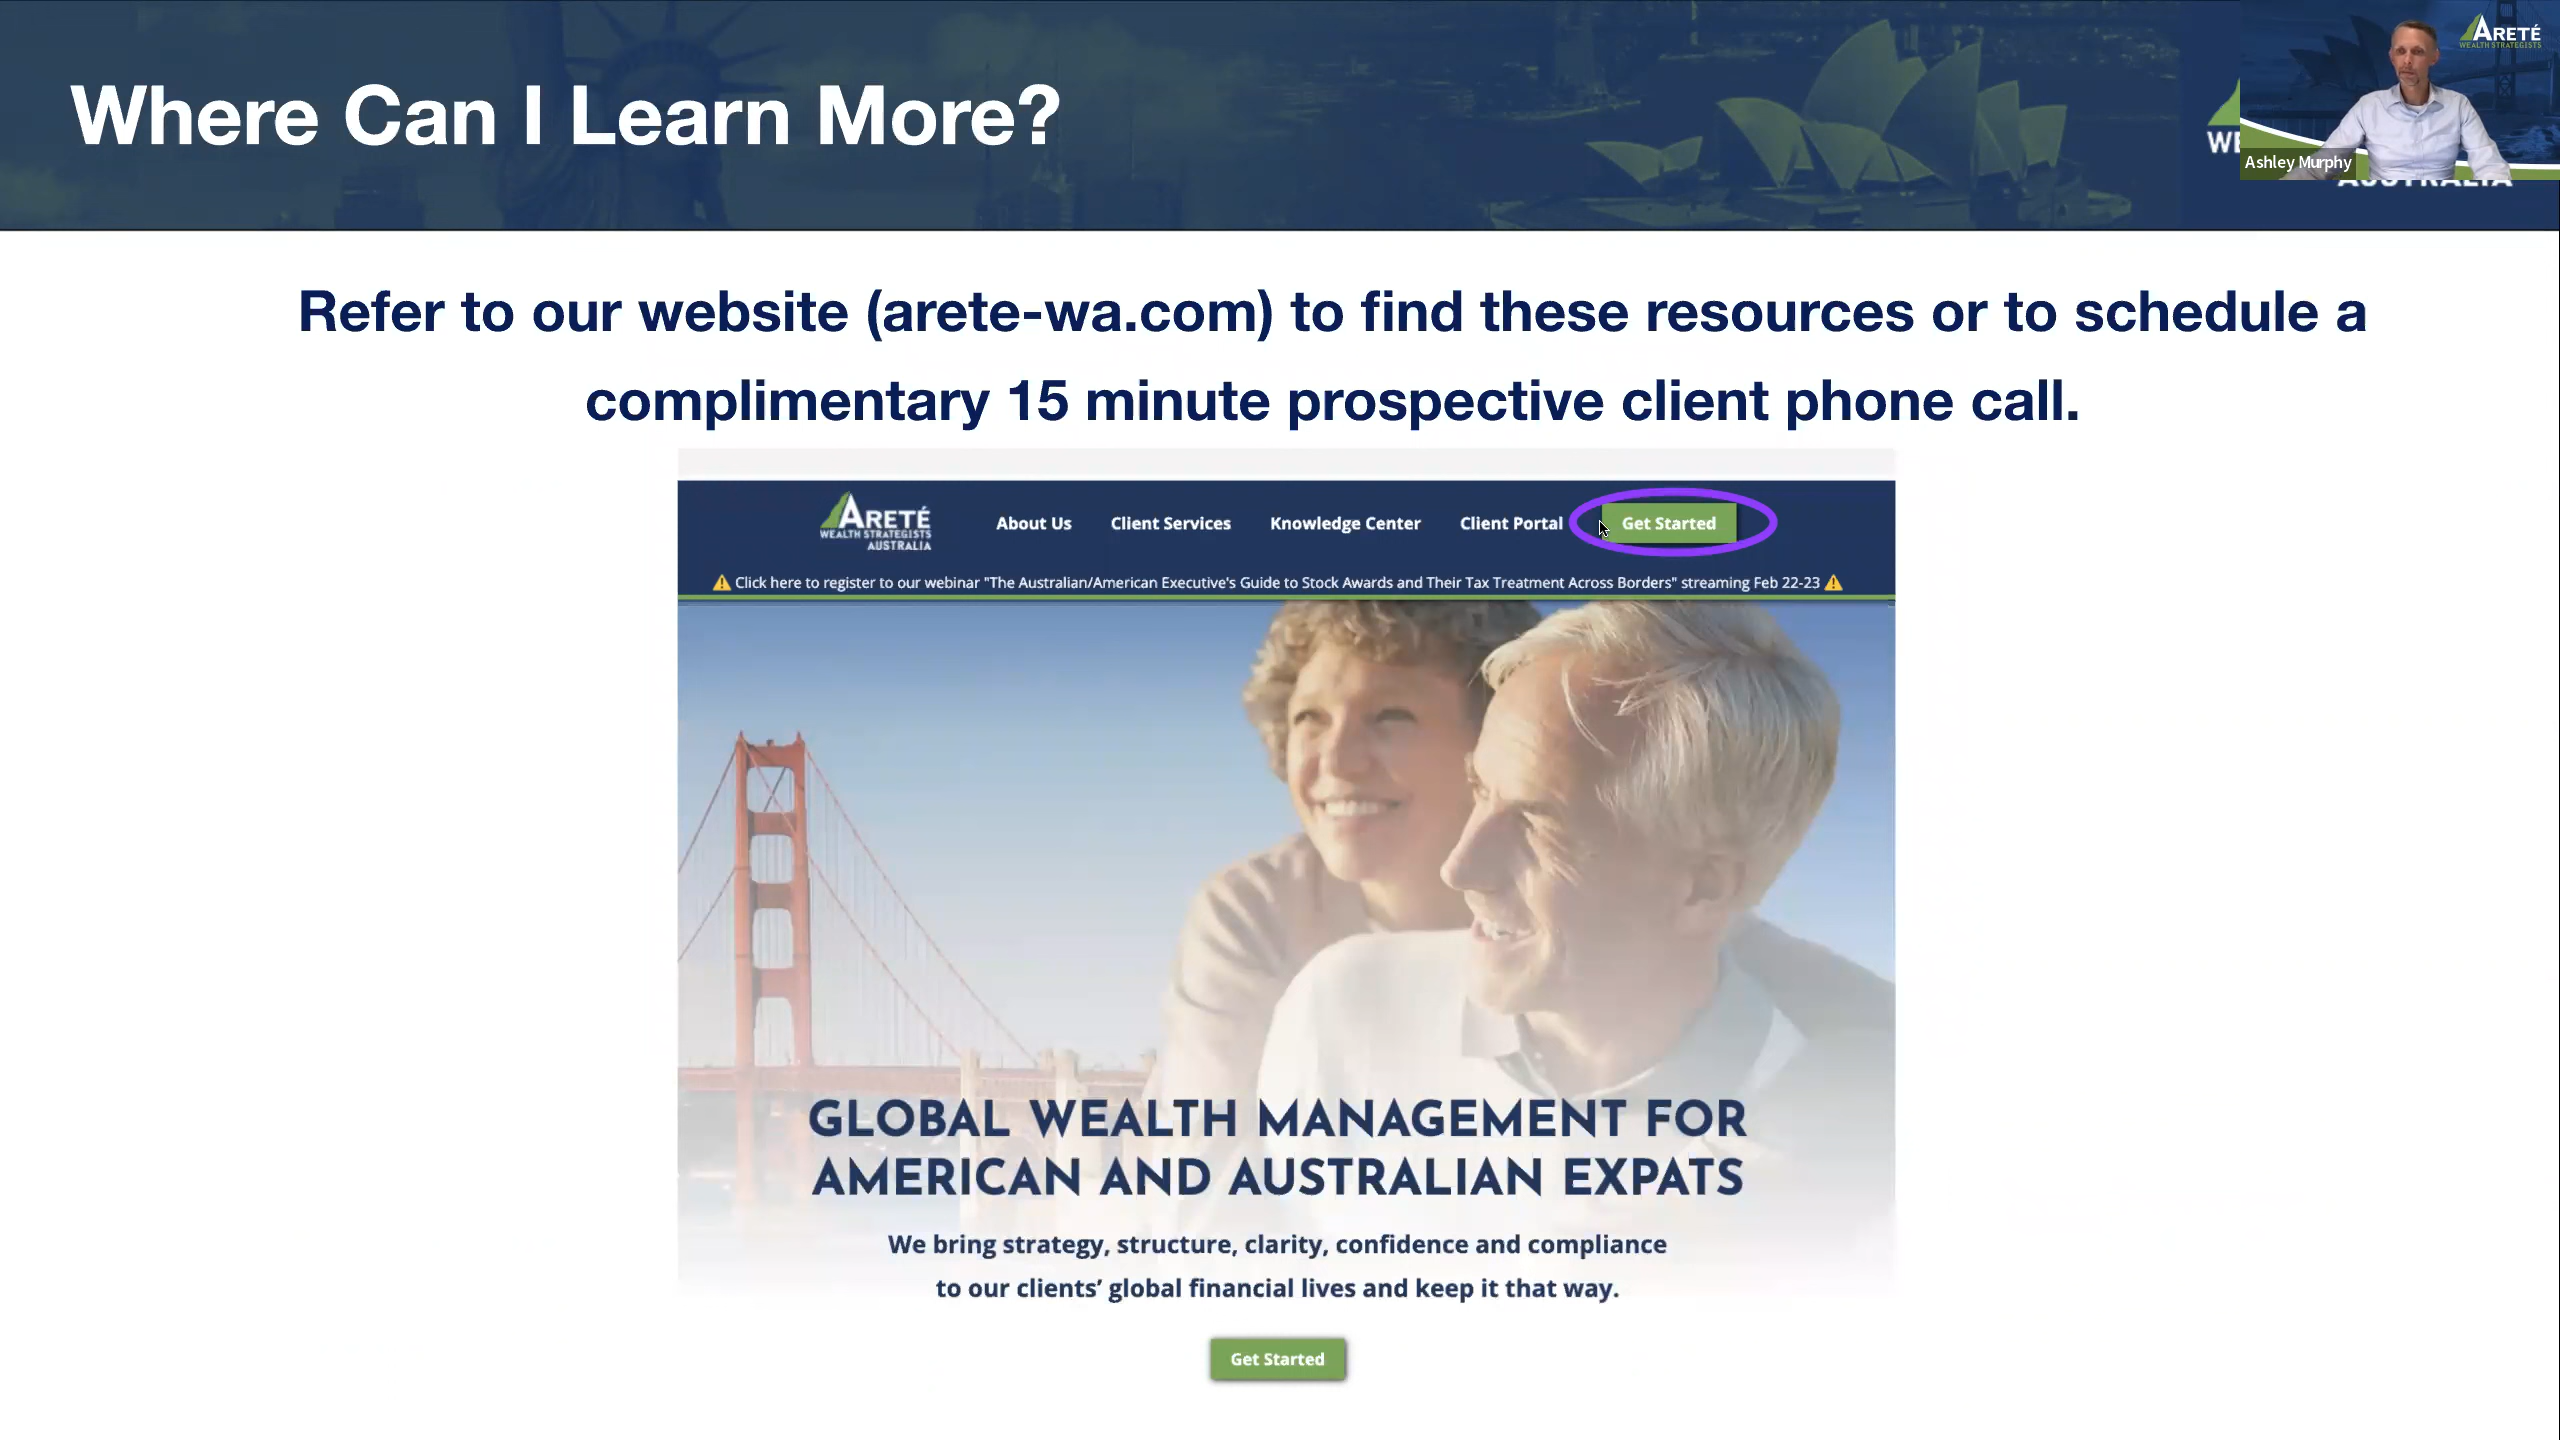 Where Can I Learn More?
ARETÉ
WEALTH STRATEGISTS
Ashley Murphy
Refer to our website (arete-wa.com) to find these resources or to schedule a
complimentary 15 minute prospective client phone call.
ARETÉ
WEALTH STRATEGISTS
AUSTRALIA
About Us Client Services Knowledge Center Client Portal Get Started
Click here to register to our webinar "The Australian/American Executive's Guide to Stock Awards and Their Tax Treatment Across Borders" streaming Feb 22-23
GLOBAL WEALTH MANAGEMENT FOR
AMERICAN AND AUSTRALIAN EXPATS
We bring strategy, structure, clarity, confidence and compliance
to our clients’ global financial lives and keep it that way.
Get Started